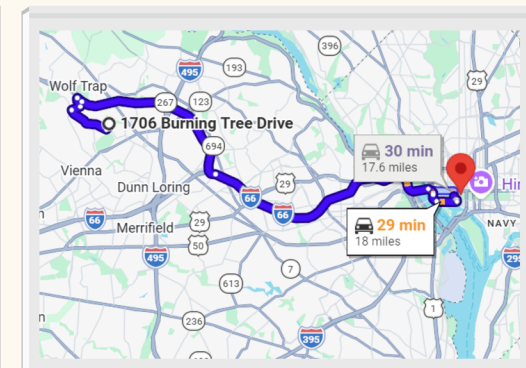 396
193
495
29
Wolf Trap
267
123
1706 Burning Tree Drive
694
30 min
17.6 miles
Vienna
Dunn Loring
29
66
66
29 min
18 miles
66
29
Merrifield
50
NAVY
495
7
613
1
236
395